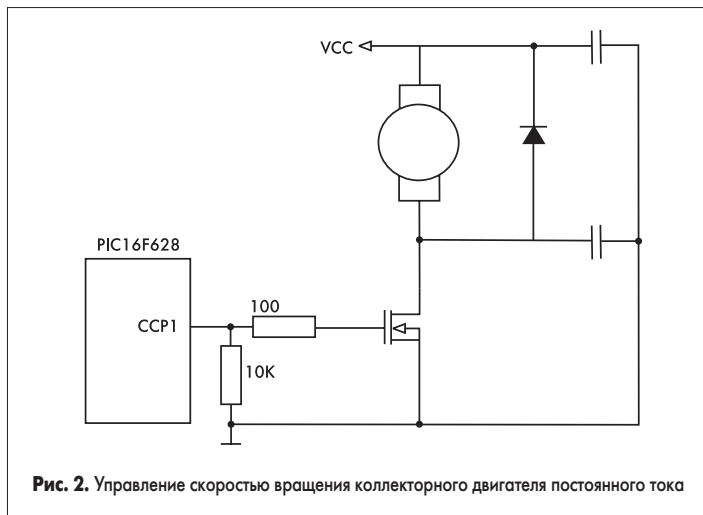 VCC
PIC16F628
100
CCP1
10K
Рис. 2. Управление скоростью вращения коллекторного двигателя постоянного тока